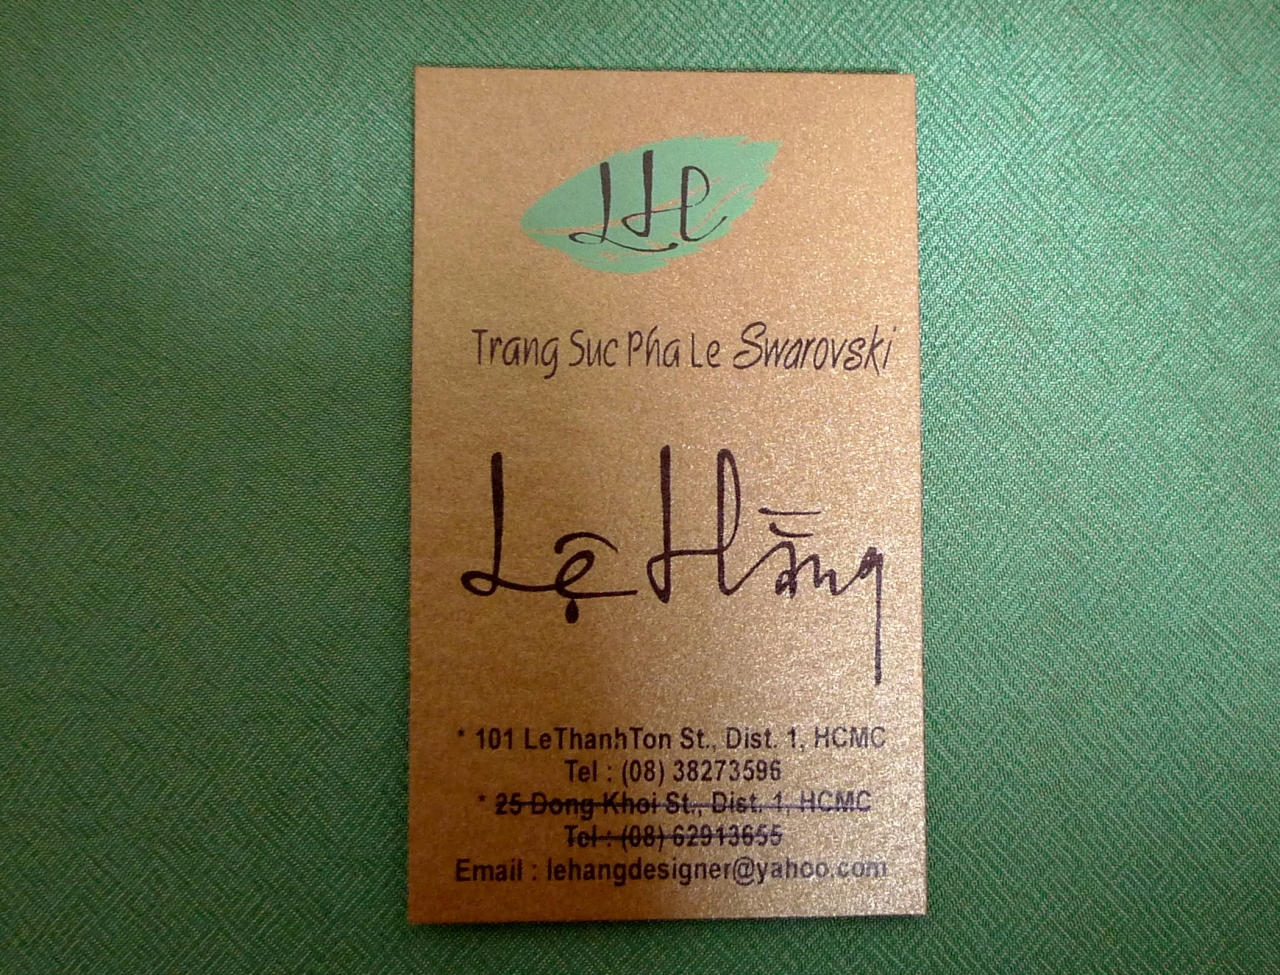 LH
Trang Suc Pha Le Swarovski
Lệ Hằng
* 101 LeThanhTon St., Dist. 1, HCMC
Tel : (08) 38273596
* 25 Dong Khoi St., Dist. 1, HCMC
Tel : (08) 62913655
Email : lehangdesigner@yahoo.com